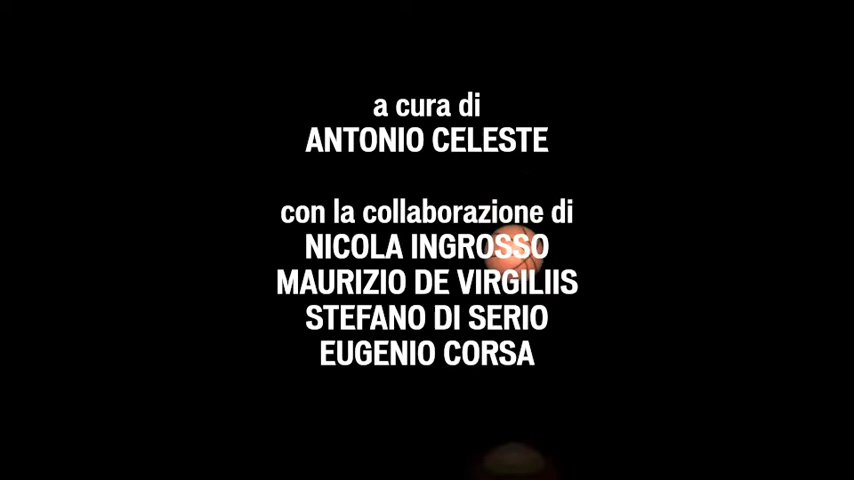 a cura di
ANTONIO CELESTE
con la collaborazione di
NICOLA INGROSSO
MAURIZIO DE VIRGILIIS
STEFANO DI SERIO
EUGENIO CORSA